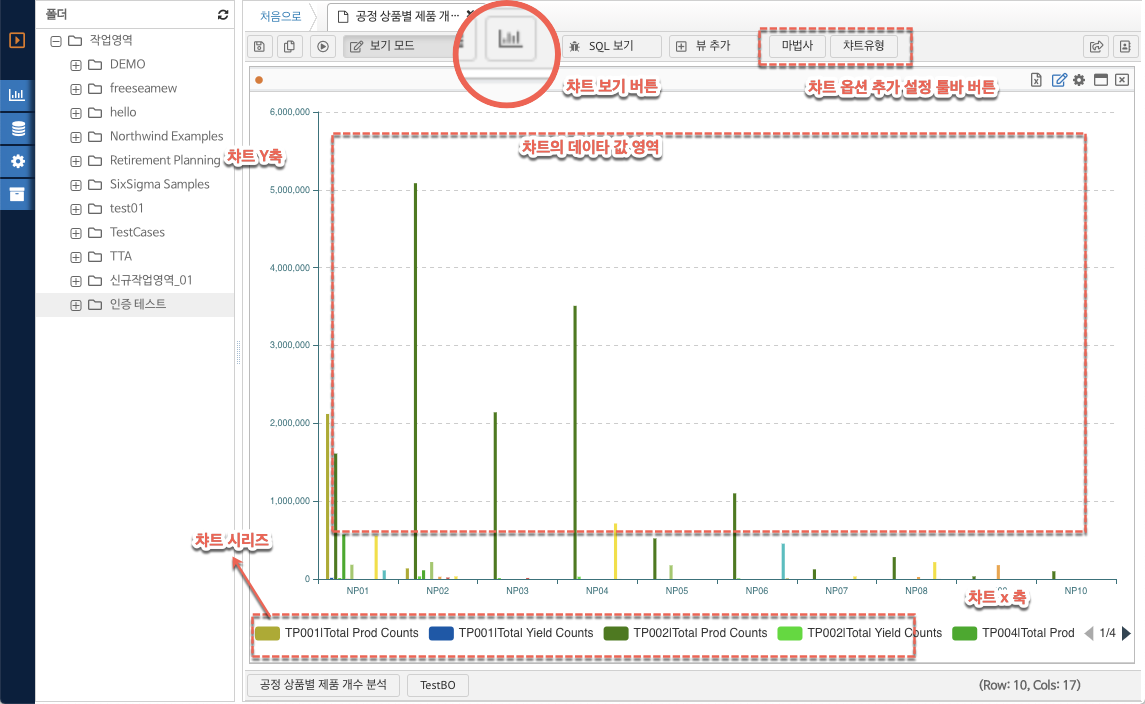 폴더
처음으로
공정 상품별 제품 개···
보기 모드
SQL 보기
뷰 추가
마법사
챠트유형
작업영역
DEMO
freeseamew
hello
Northwind Examples
Retirement Planning
SixSigma Samples
test01
TestCases
TTA
신규작업영역_01
인증 테스트
챠트 보기 버튼
챠트 옵션 추가 설정 툴바 버튼
챠트 Y축
챠트의 데이타 값 영역
6,000,000
5,000,000
4,000,000
3,000,000
2,000,000
1,000,000
0
NP01
NP02
NP03
NP04
NP05
NP06
NP07
NP08
NP10
챠트 시리즈
챠트 x 축
TP001|Total Prod Counts
TP001|Total Yield Counts
TP002|Total Prod Counts
TP002|Total Yield Counts
TP004|Total Prod
1/4
공정 상품별 제품 개수 분석
TestBO
(Row: 10, Cols: 17)